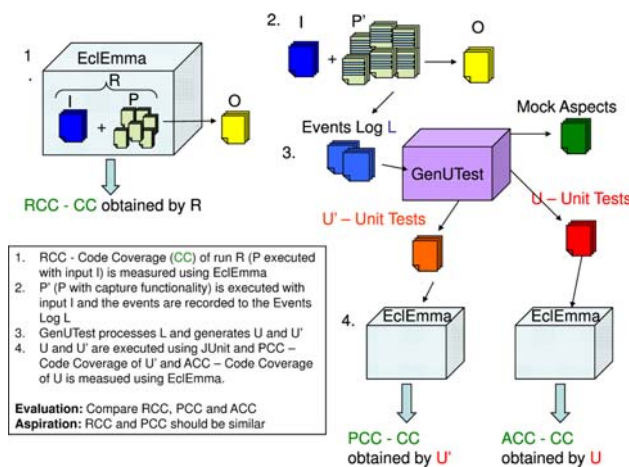 1
.
EclEmma
R
I
P
+
O
RCC - CC obtained by R
2.
I
P'
+
O
Events Log L
3.
GenUTest
Mock Aspects
U' – Unit Tests
U – Unit Tests
4.
EclEmma
EclEmma
PCC - CC
obtained by U'
ACC - CC
obtained by U
1. RCC - Code Coverage (CC) of run R (P executed
with input I) is measured using EclEmma
2. P' (P with capture functionality) is executed with
input I and the events are recorded to the Events
Log L
3. GenUTest processes L and generates U and U'
4. U and U' are executed using JUnit and PCC –
Code Coverage of U' and ACC – Code Coverage
of U is measued using EclEmma.
Evaluation: Compare RCC, PCC and ACC
Aspiration: RCC and PCC should be similar